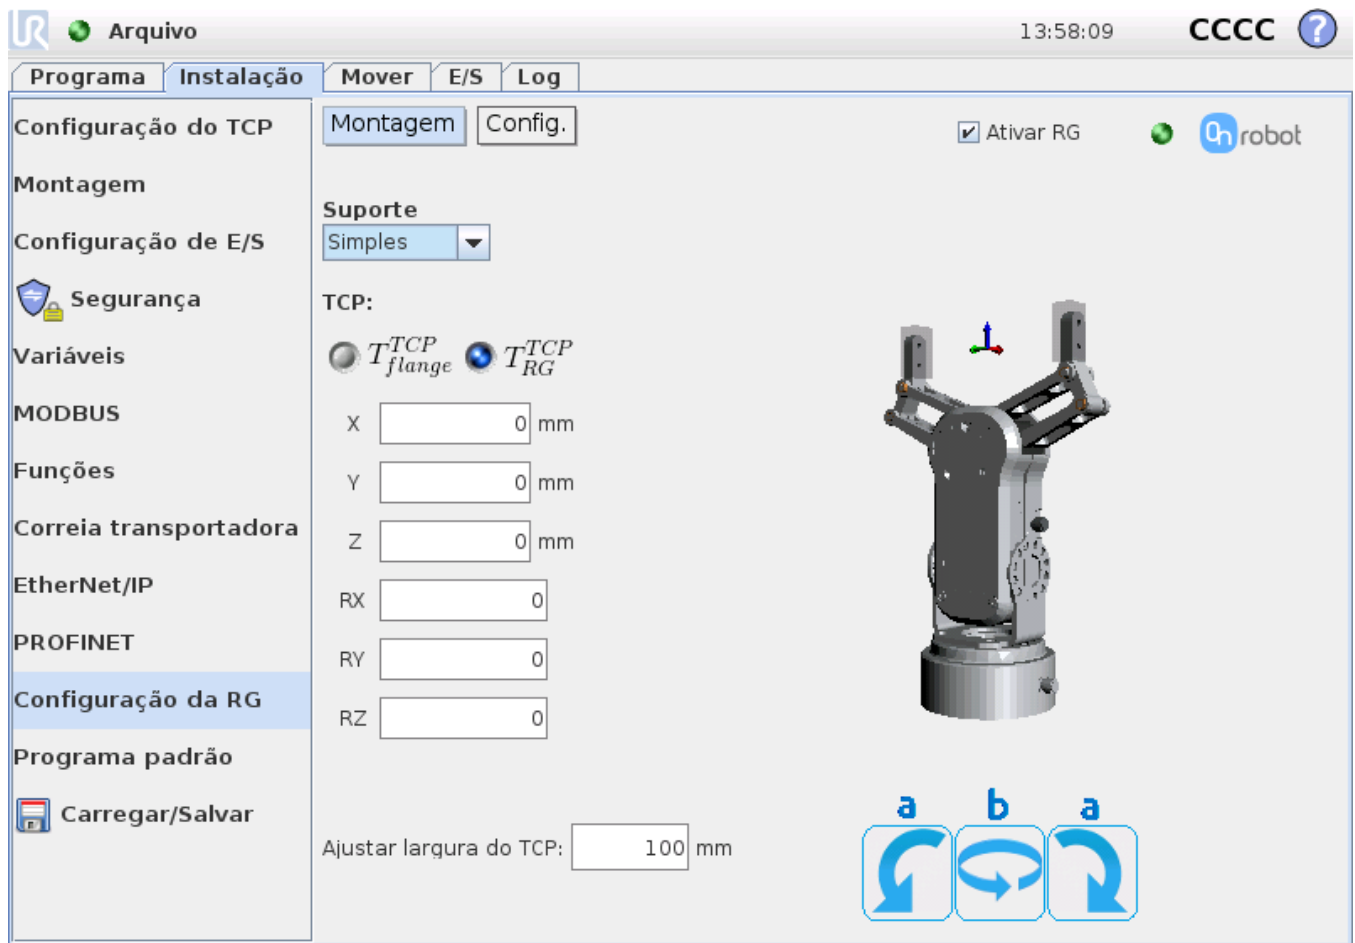 UR Arquivo 13:58:09 CCCC ?
Programa Instalação Mover E/S Log
Configuração do TCP
Montagem
Configuração de E/S
Segurança
Variáveis
MODBUS
Funções
Correia transportadora
EtherNet/IP
PROFINET
Configuração da RG
Programa padrão
Carregar/Salvar
Montagem Config. Ativar RG On robot
Suporte
Simples
TCP:
T TCP flange T TCP RG
X 0 mm
Y 0 mm
Z 0 mm
RX 0
RY 0
RZ 0
Ajustar largura do TCP: 100 mm
a b a